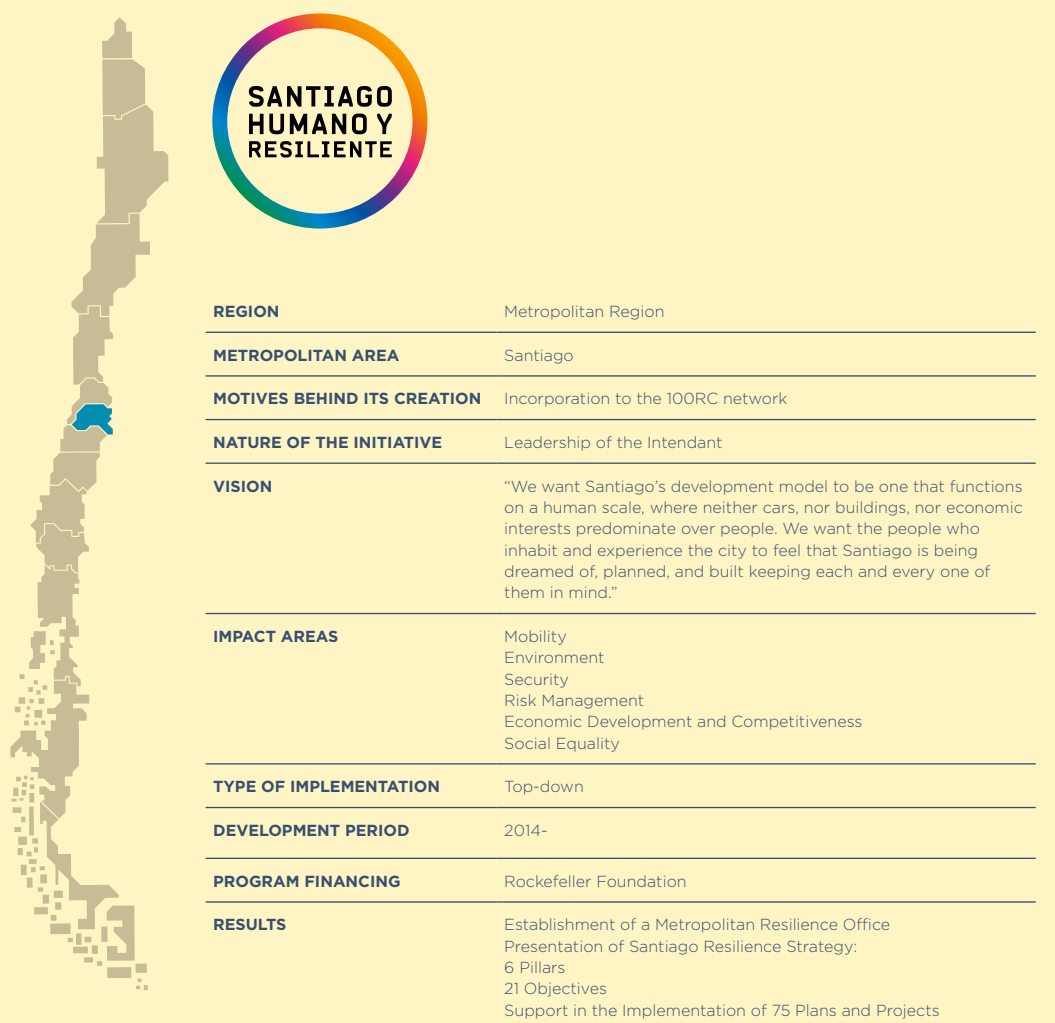 SANTIAGO
HUMANO Y
RESILIENTE
REGION Metropolitan Region
METROPOLITAN AREA Santiago
MOTIVES BEHIND ITS CREATION Incorporation to the 100RC network
NATURE OF THE INITIATIVE Leadership of the Intendant
VISION “We want Santiago’s development model to be one that functions
on a human scale, where neither cars, nor buildings, nor economic
interests predominate over people. We want the people who
inhabit and experience the city to feel that Santiago is being
dreamed of, planned, and built keeping each and every one of
them in mind.”
IMPACT AREAS Mobility
Environment
Security
Risk Management
Economic Development and Competitiveness
Social Equality
TYPE OF IMPLEMENTATION Top-down
DEVELOPMENT PERIOD 2014-
PROGRAM FINANCING Rockefeller Foundation
RESULTS Establishment of a Metropolitan Resilience Office
Presentation of Santiago Resilience Strategy:
6 Pillars
21 Objectives
Support in the Implementation of 75 Plans and Projects